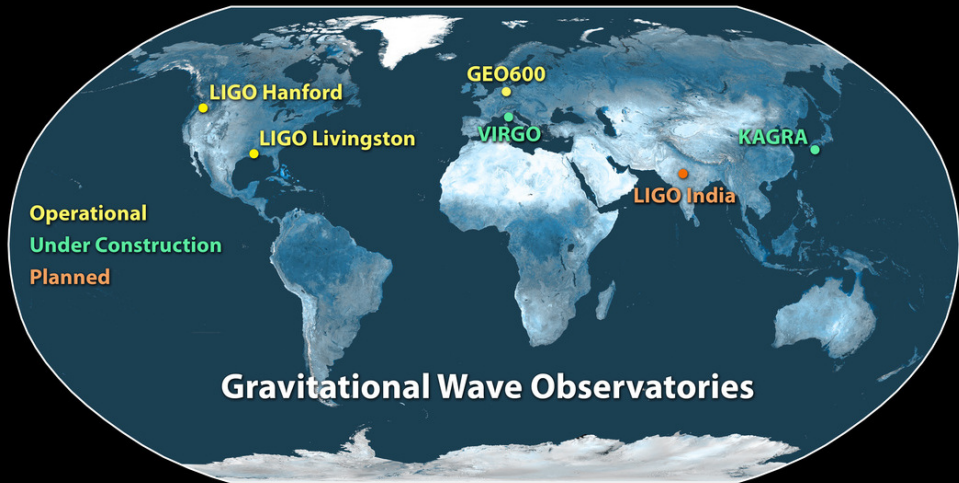 GEO600
LIGO Hanford
LIGO Livingston
VIRGO
KAGRA
LIGO India
Operational
Under Construction
Planned
Gravitational Wave Observatories